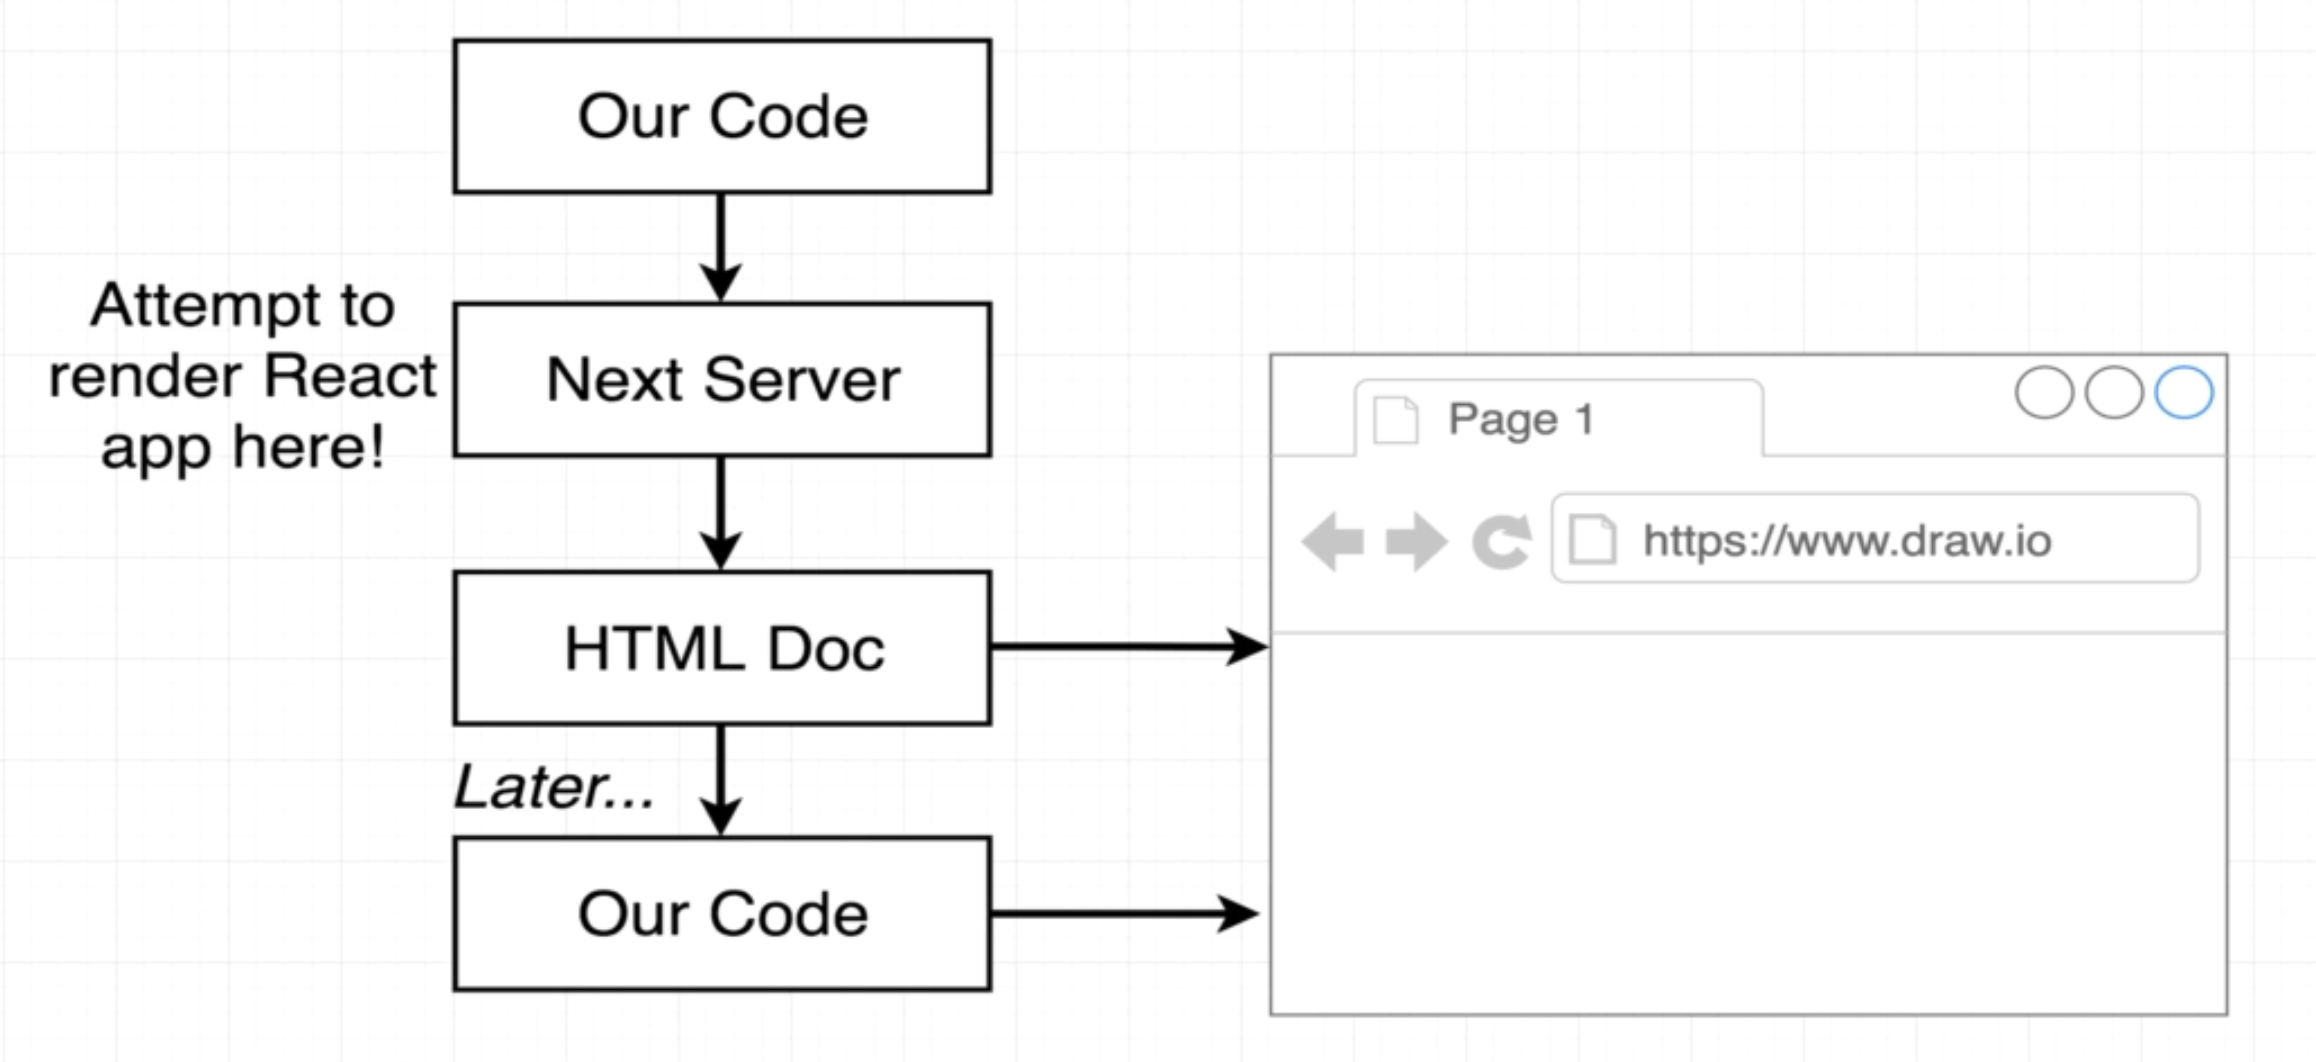 Our Code
Attempt to
render React
app here!
Next Server
Page 1
https://www.draw.io
HTML Doc
Later...
Our Code